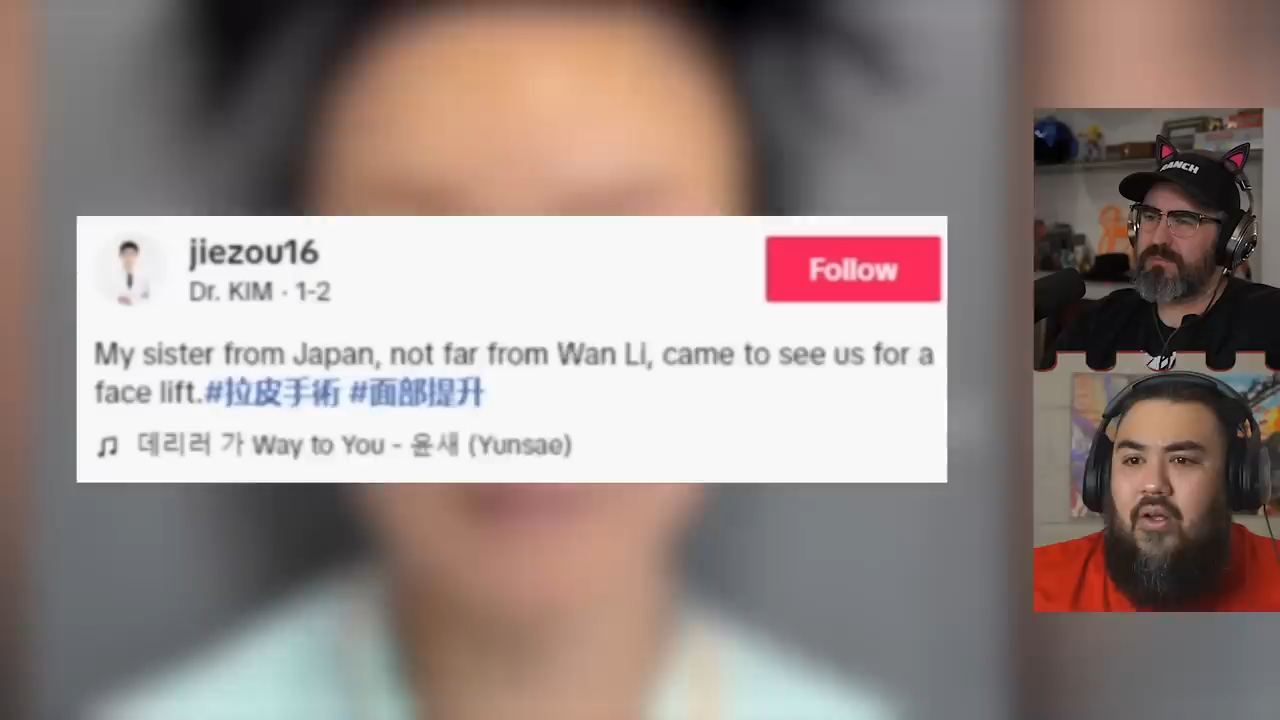 jiezou16
Dr. KIM · 1-2
Follow
My sister from Japan, not far from Wan Li, came to see us for a
face lift.#拉皮手術 #面部提升
데리러 가 Way to You - 윤새 (Yunsae)
RANCH